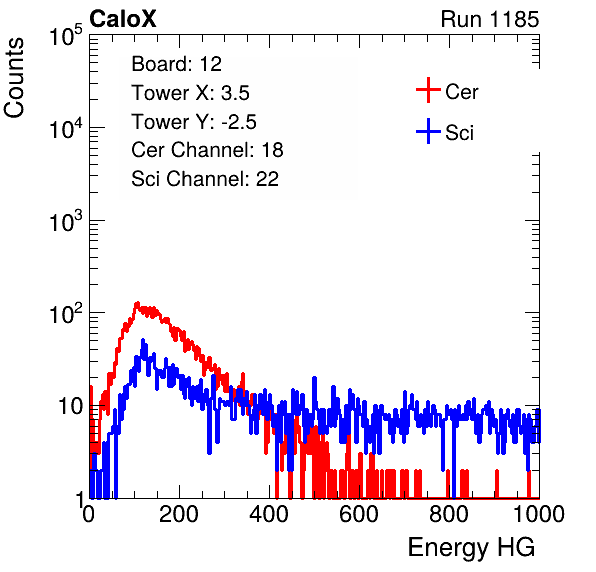 CaloX Run 1185
Counts
10^5
10^4
10^3
10^2
10
1
Board: 12
Tower X: 3.5
Tower Y: -2.5
Cer Channel: 18
Sci Channel: 22
Cer
Sci
0 200 400 600 800 1000
Energy HG